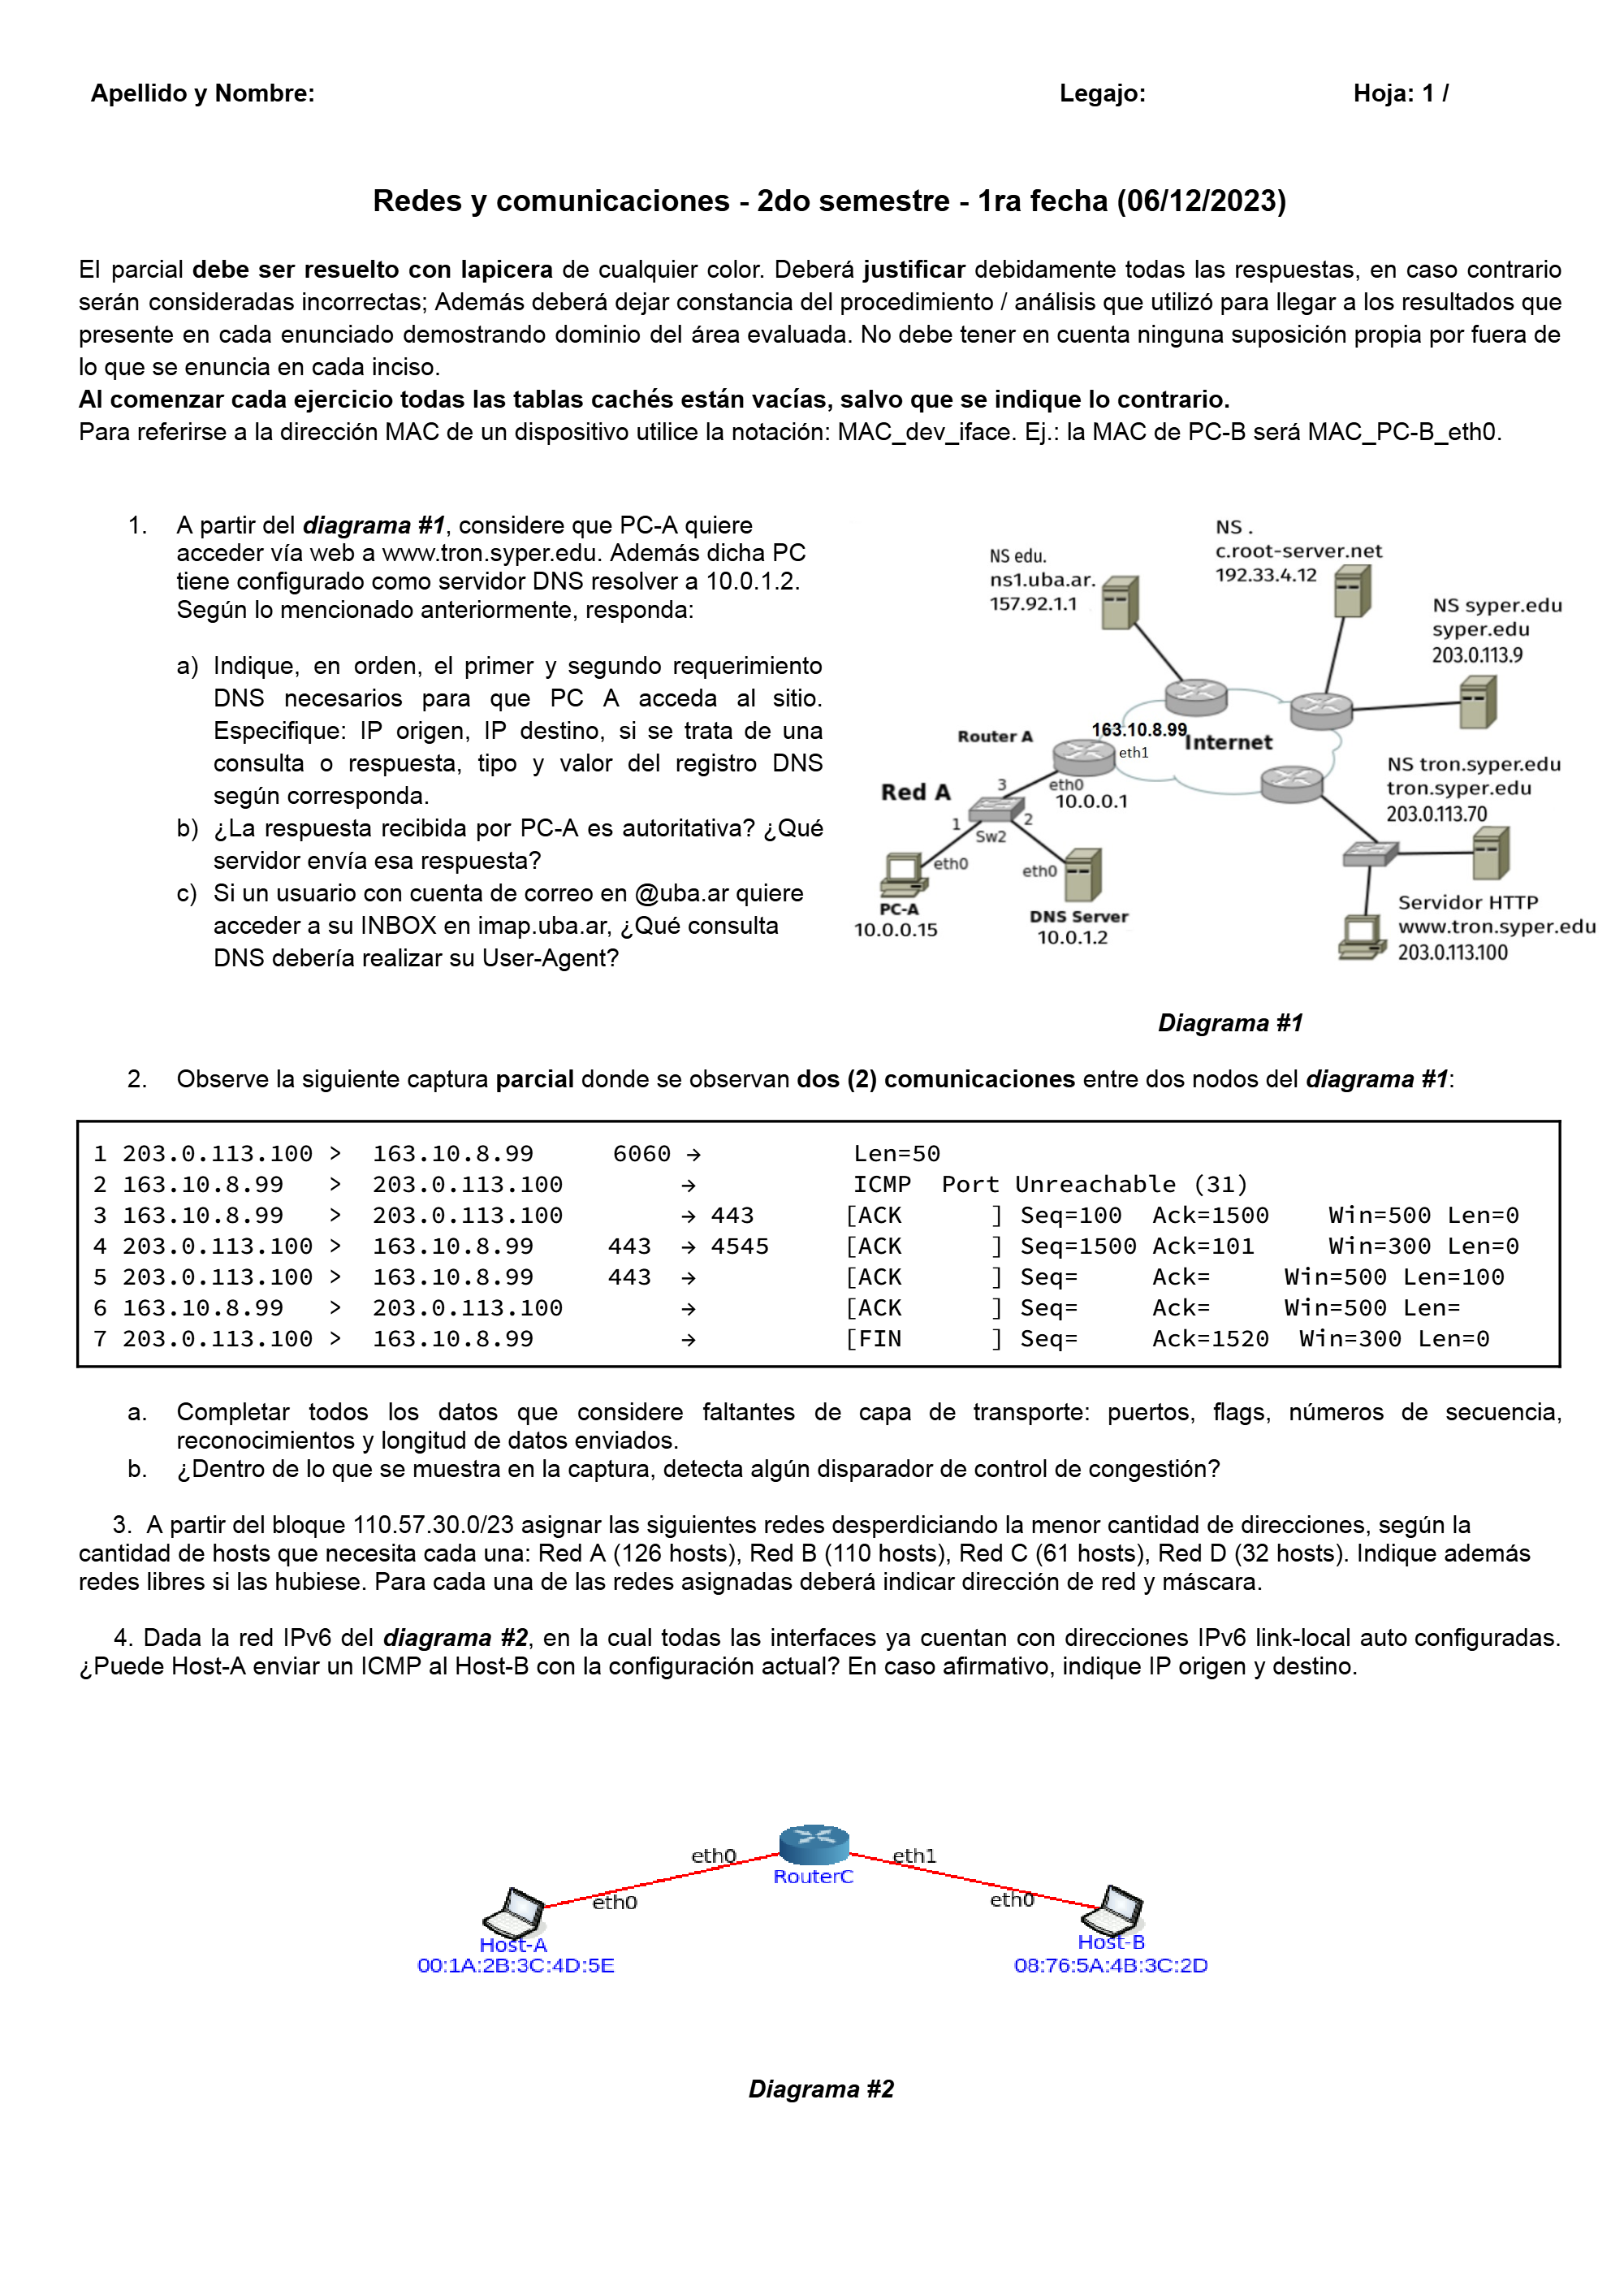 Apellido y Nombre: Legajo: Hoja: 1 /
Redes y comunicaciones - 2do semestre - 1ra fecha (06/12/2023)
El parcial debe ser resuelto con lapicera de cualquier color. Deberá justificar debidamente todas las respuestas, en caso contrario
serán consideradas incorrectas; Además deberá dejar constancia del procedimiento / análisis que utilizó para llegar a los resultados que
presente en cada enunciado demostrando dominio del área evaluada. No debe tener en cuenta ninguna suposición propia por fuera de
lo que se enuncia en cada inciso.
Al comenzar cada ejercicio todas las tablas cachés están vacías, salvo que se indique lo contrario.
Para referirse a la dirección MAC de un dispositivo utilice la notación: MAC_dev_iface. Ej.: la MAC de PC-B será MAC_PC-B_eth0.
1. A partir del diagrama #1, considere que PC-A quiere
acceder vía web a www.tron.syper.edu. Además dicha PC
tiene configurado como servidor DNS resolver a 10.0.1.2.
Según lo mencionado anteriormente, responda:
a) Indique, en orden, el primer y segundo requerimiento
DNS necesarios para que PC A acceda al sitio.
Especifique: IP origen, IP destino, si se trata de una
consulta o respuesta, tipo y valor del registro DNS
según corresponda.
b) ¿La respuesta recibida por PC-A es autoritativa? ¿Qué
servidor envía esa respuesta?
c) Si un usuario con cuenta de correo en @uba.ar quiere
acceder a su INBOX en imap.uba.ar, ¿Qué consulta
DNS debería realizar su User-Agent?
NS .
c.root-server.net
192.33.4.12
NS edu.
ns1.uba.ar.
157.92.1.1
NS syper.edu
syper.edu
203.0.113.9
163.10.8.99
Router A
eth1
Internet
NS tron.syper.edu
tron.syper.edu
203.0.113.70
Red A
3
eth0
10.0.0.1
1
2
Sw2
eth0
eth0
PC-A
10.0.0.15
DNS Server
10.0.1.2
Servidor HTTP
www.tron.syper.edu
203.0.113.100
Diagrama #1
2. Observe la siguiente captura parcial donde se observan dos (2) comunicaciones entre dos nodos del diagrama #1:
1 203.0.113.100 > 163.10.8.99 6060 → Len=50
2 163.10.8.99 > 203.0.113.100 → ICMP Port Unreachable (31)
3 163.10.8.99 > 203.0.113.100 → 443 [ACK ] Seq=100 Ack=1500 Win=500 Len=0
4 203.0.113.100 > 163.10.8.99 443 → 4545 [ACK ] Seq=1500 Ack=101 Win=300 Len=0
5 203.0.113.100 > 163.10.8.99 443 → [ACK ] Seq= Ack= Win=500 Len=100
6 163.10.8.99 > 203.0.113.100 → [ACK ] Seq= Ack= Win=500 Len=
7 203.0.113.100 > 163.10.8.99 → [FIN ] Seq= Ack=1520 Win=300 Len=0
a. Completar todos los datos que considere faltantes de capa de transporte: puertos, flags, números de secuencia,
reconocimientos y longitud de datos enviados.
b. ¿Dentro de lo que se muestra en la captura, detecta algún disparador de control de congestión?
3. A partir del bloque 110.57.30.0/23 asignar las siguientes redes desperdiciando la menor cantidad de direcciones, según la
cantidad de hosts que necesita cada una: Red A (126 hosts), Red B (110 hosts), Red C (61 hosts), Red D (32 hosts). Indique además
redes libres si las hubiese. Para cada una de las redes asignadas deberá indicar dirección de red y máscara.
4. Dada la red IPv6 del diagrama #2, en la cual todas las interfaces ya cuentan con direcciones IPv6 link-local auto configuradas.
¿Puede Host-A enviar un ICMP al Host-B con la configuración actual? En caso afirmativo, indique IP origen y destino.
eth0
eth1
RouterC
eth0
eth0
Host-A
00:1A:2B:3C:4D:5E
Host-B
08:76:5A:4B:3C:2D
Diagrama #2